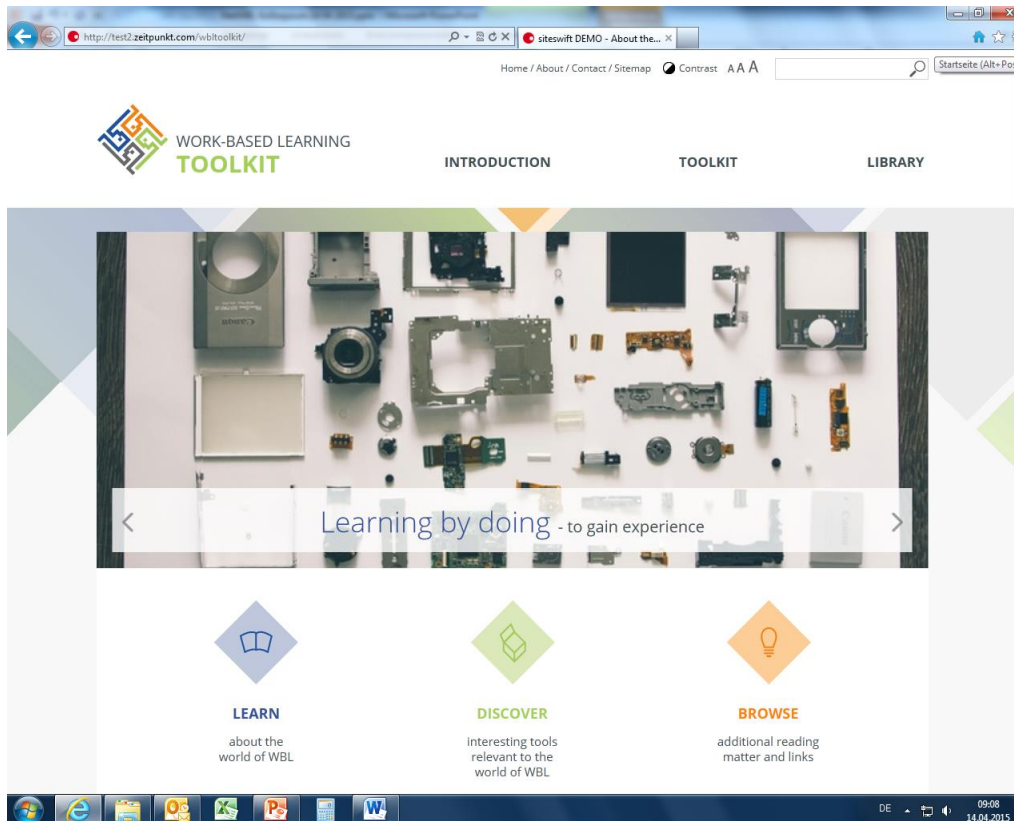 http://test2.zeitpunkt.com/wbltoolkit/
siteswift DEMO - About the...
Home / About / Contact / Sitemap Contrast A A A
Startseite (Alt+Pos
WORK-BASED LEARNING
TOOLKIT
INTRODUCTION TOOLKIT LIBRARY
Canon
Learning by doing - to gain experience
LEARN
about the
world of WBL
DISCOVER
interesting tools
relevant to the
world of WBL
BROWSE
additional reading
matter and links
DE
09:08
14.04.2015